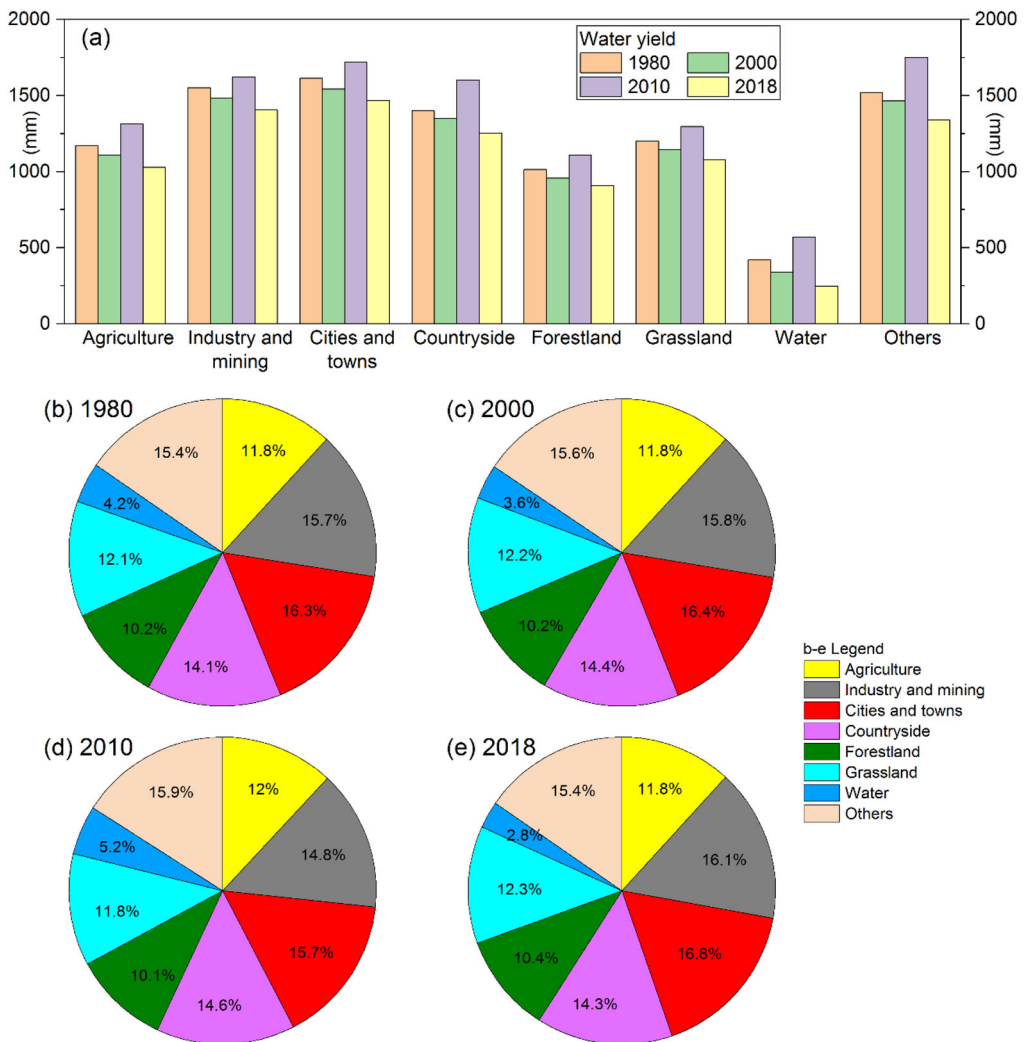 (a)
Water yield
1980 2000
2010 2018
2000 2000
1500 1500
(mm) (mm)
1000 1000
500 500
0 0
Agriculture Industry and mining Cities and towns Countryside Forestland Grassland Water Others
(b) 1980
15.4% 11.8%
4.2% 15.7%
12.1%
16.3%
10.2%
14.1%
(c) 2000
15.6% 11.8%
3.6% 15.8%
12.2%
16.4%
10.2%
14.4%
b-e Legend
Agriculture
Industry and mining
Cities and towns
Countryside
Forestland
Grassland
Water
Others
(d) 2010
15.9% 12%
5.2% 14.8%
11.8%
15.7%
10.1%
14.6%
(e) 2018
15.4% 11.8%
2.8% 16.1%
12.3%
16.8%
10.4%
14.3%